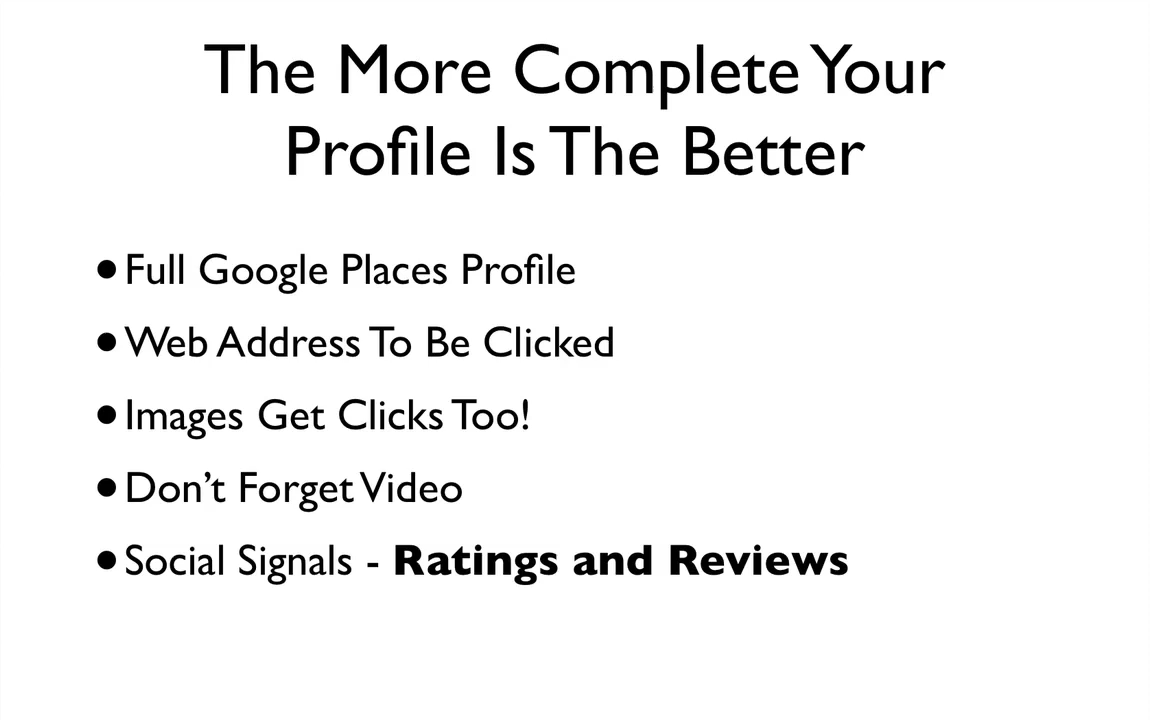 The More Complete Your
Profile Is The Better
•Full Google Places Profile
•Web Address To Be Clicked
•Images Get Clicks Too!
•Don’t Forget Video
•Social Signals - Ratings and Reviews